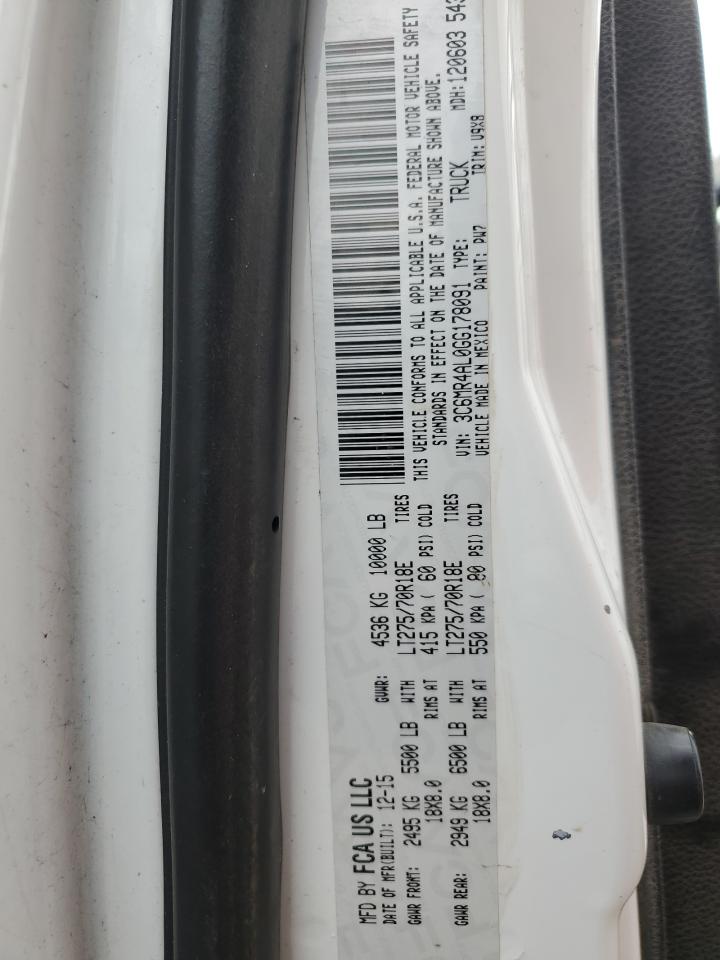 MFD BY FCA US LLC
DATE OF MFR(BUILT): 12-15 GVWR: 4536 KG 10000 LB
GAWR FRONT: 2495 KG 5500 LB WITH LT275/70R18E TIRES
18X8.0 RIMS AT 415 KPA ( 60 PSI) COLD
GAWR REAR: 2949 KG 6500 LB WITH LT275/70R18E TIRES
18X8.0 RIMS AT 550 KPA ( 80 PSI) COLD
THIS VEHICLE CONFORMS TO ALL APPLICABLE U.S.A. FEDERAL MOTOR VEHICLE SAFETY
STANDARDS IN EFFECT ON THE DATE OF MANUFACTURE SHOWN ABOVE.
VIN: 3C6MR4AL0GG178091 TYPE: TRUCK MDH: 120603 543
VEHICLE MADE IN MEXICO PAINT: PW7 TRIM: V9X8